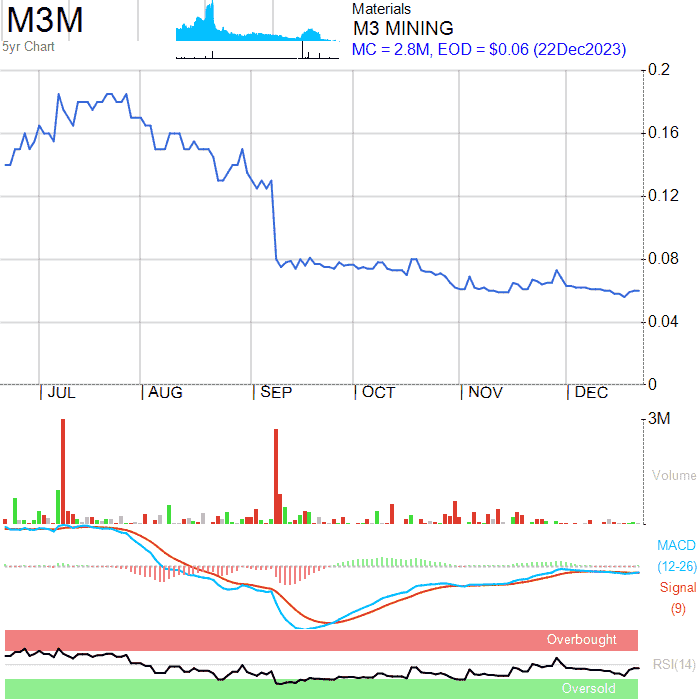 M3M
5yr Chart
Materials
M3 MINING
MC = 2.8M, EOD = $0.06 (22Dec2023)
0.2
0.16
0.12
0.08
0.04
0
JUL AUG SEP OCT NOV DEC
3M
Volume
MACD
(12-26)
Signal
(9)
Overbought
RSI(14)
Oversold